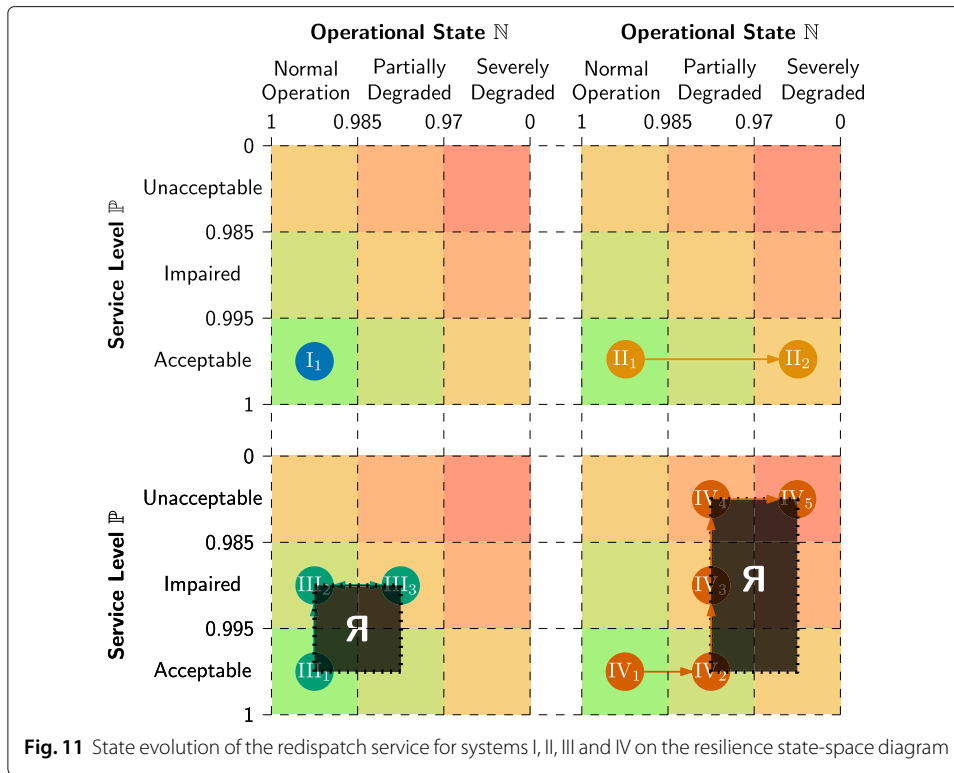 Operational State ℕ
Operational State ℕ
Normal Operation
Partially Degraded
Severely Degraded
Normal Operation
Partially Degraded
Severely Degraded
1 0.985 0.97 0
1 0.985 0.97 0
Service Level ℙ
0
Unacceptable
0.985
Impaired
0.995
Acceptable
1
I₁
II₁
II₂
Service Level ℙ
0
Unacceptable
0.985
Impaired
0.995
Acceptable
1
III₂
III₃
Я
III₁
IV₄
IV₅
IV₃
Я
IV₁
IV₂
Fig. 11 State evolution of the redispatch service for systems I, II, III and IV on the resilience state-space diagram